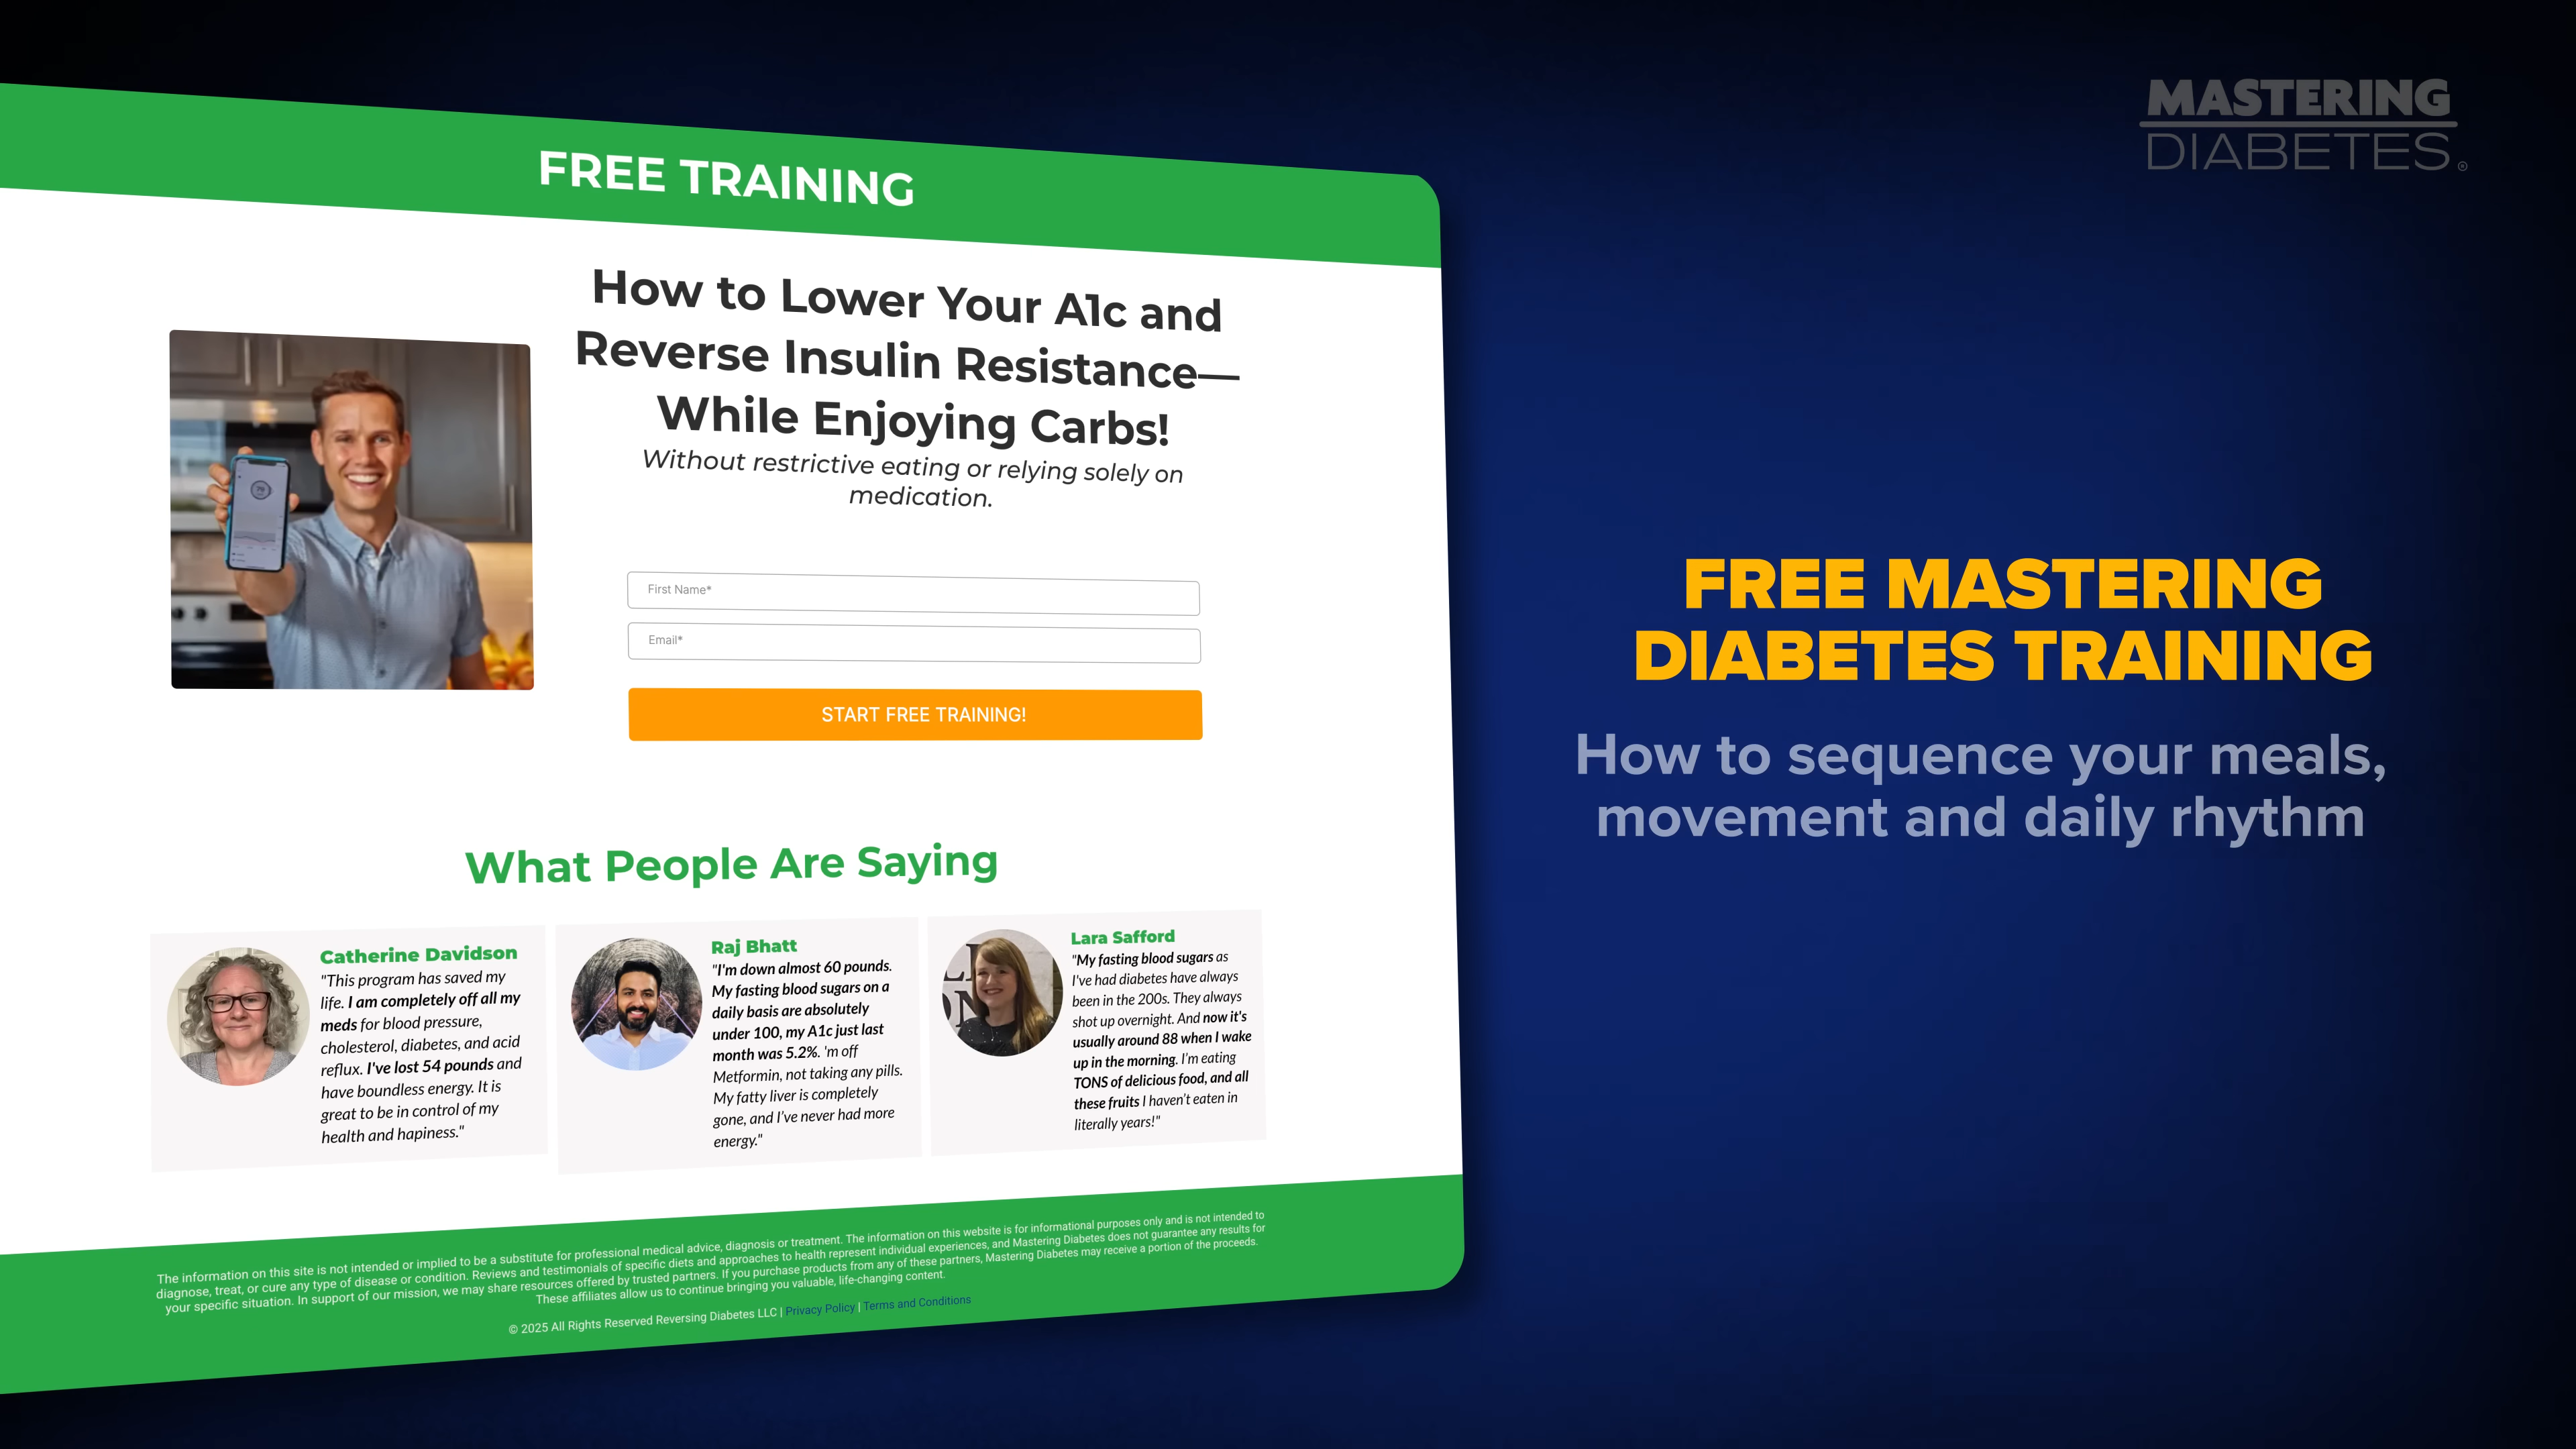 MASTERING
DIABETES®
FREE TRAINING
How to Lower Your A1c and
Reverse Insulin Resistance—
While Enjoying Carbs!
Without restrictive eating or relying solely on
medication.
First Name*
Email*
START FREE TRAINING!
What People Are Saying
Catherine Davidson
"This program has saved my
life. I am completely off all my
meds for blood pressure,
cholesterol, diabetes, and acid
reflux. I've lost 54 pounds and
have boundless energy. It is
great to be in control of my
health and hapiness."
Raj Bhatt
"I'm down almost 60 pounds.
My fasting blood sugars on a
daily basis are absolutely
under 100, my A1c just last
month was 5.2%. 'm off
Metformin, not taking any pills.
My fatty liver is completely
gone, and I've never had more
energy."
Lara Safford
"My fasting blood sugars as
I've had diabetes have always
been in the 200s. They always
shot up overnight. And now it's
usually around 88 when I wake
up in the morning. I'm eating
TONS of delicious food, and all
these fruits I haven't eaten in
literally years!"
The information on this site is not intended or implied to be a substitute for professional medical advice, diagnosis or treatment. The information on this website is for informational purposes only and is not intended to
diagnose, treat, or cure any type of disease or condition. Reviews and testimonials of specific diets and approaches to health represent individual experiences, and Mastering Diabetes does not guarantee any results for
your specific situation. In support of our mission, we may share resources offered by trusted partners. If you purchase products from any of these partners, Mastering Diabetes may receive a portion of the proceeds.
These affiliates allow us to continue bringing you valuable, life-changing content.
© 2025 All Rights Reserved Reversing Diabetes LLC | Privacy Policy | Terms and Conditions
FREE MASTERING
DIABETES TRAINING
How to sequence your meals,
movement and daily rhythm